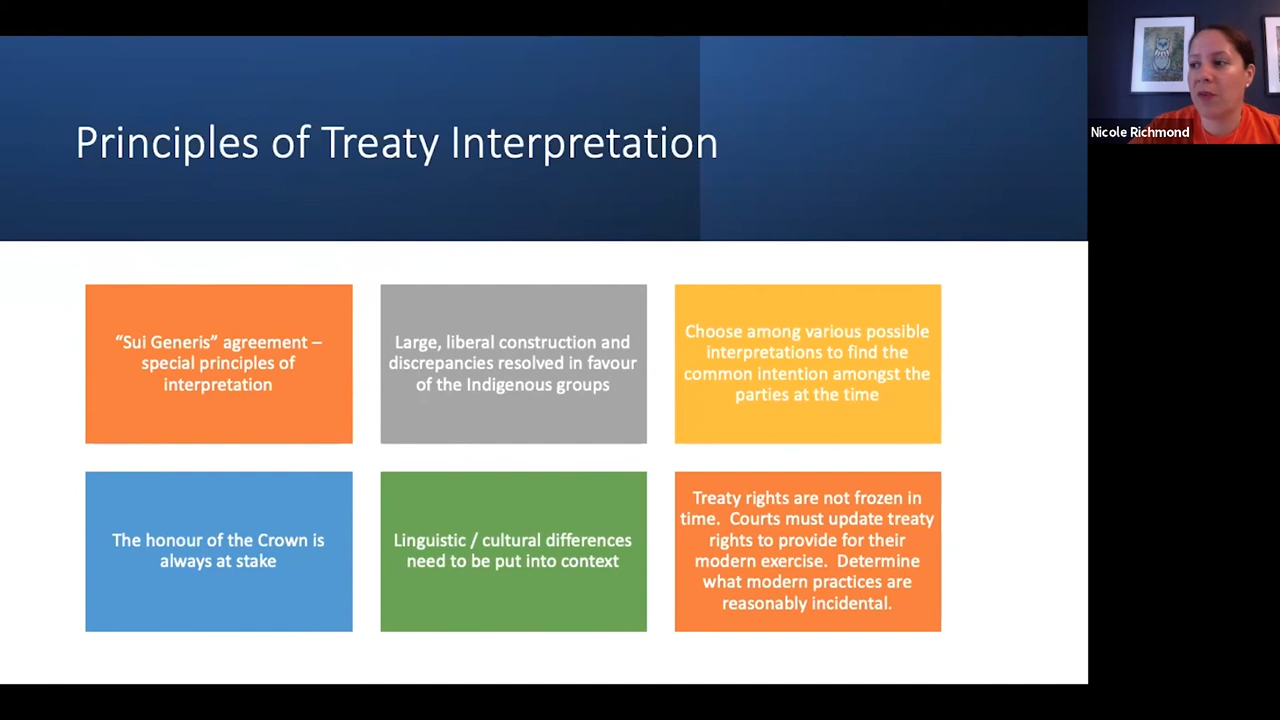 Principles of Treaty Interpretation
Nicole Richmond
“Sui Generis” agreement –
special principles of
interpretation
Large, liberal construction and
discrepancies resolved in favour
of the Indigenous groups
Choose among various possible
interpretations to find the
common intention amongst the
parties at the time
The honour of the Crown is
always at stake
Linguistic / cultural differences
need to be put into context
Treaty rights are not frozen in
time.  Courts must update treaty
rights to provide for their
modern exercise.  Determine
what modern practices are
reasonably incidental.